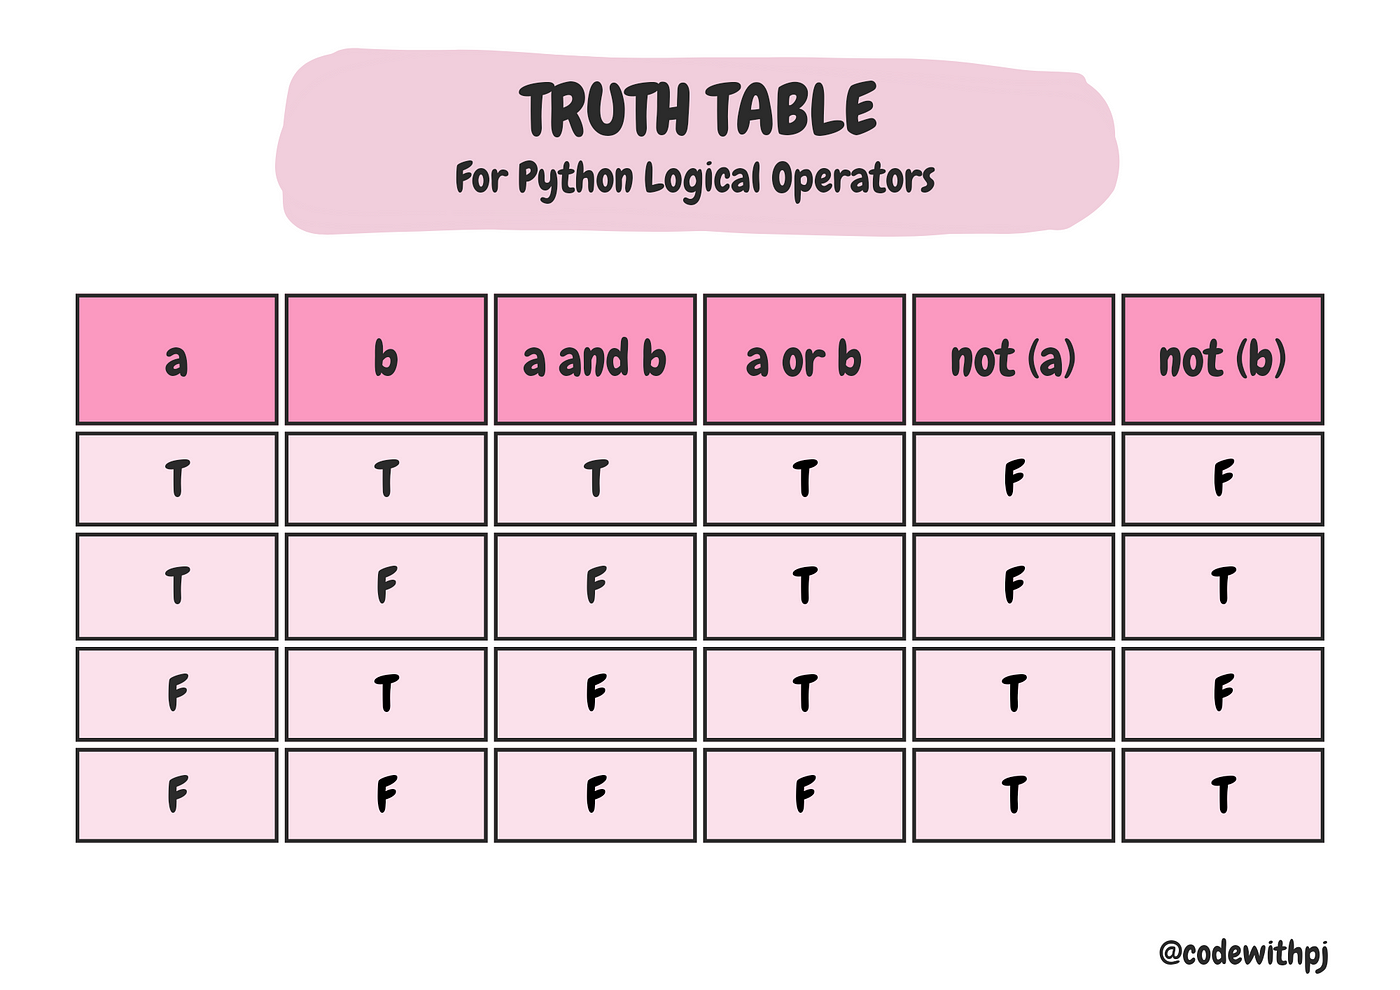 TRUTH TABLE
For Python Logical Operators
a b a and b a or b not (a) not (b)
T T T T F F
T F F T F T
F T F T T F
F F F F T T
@codewithpj